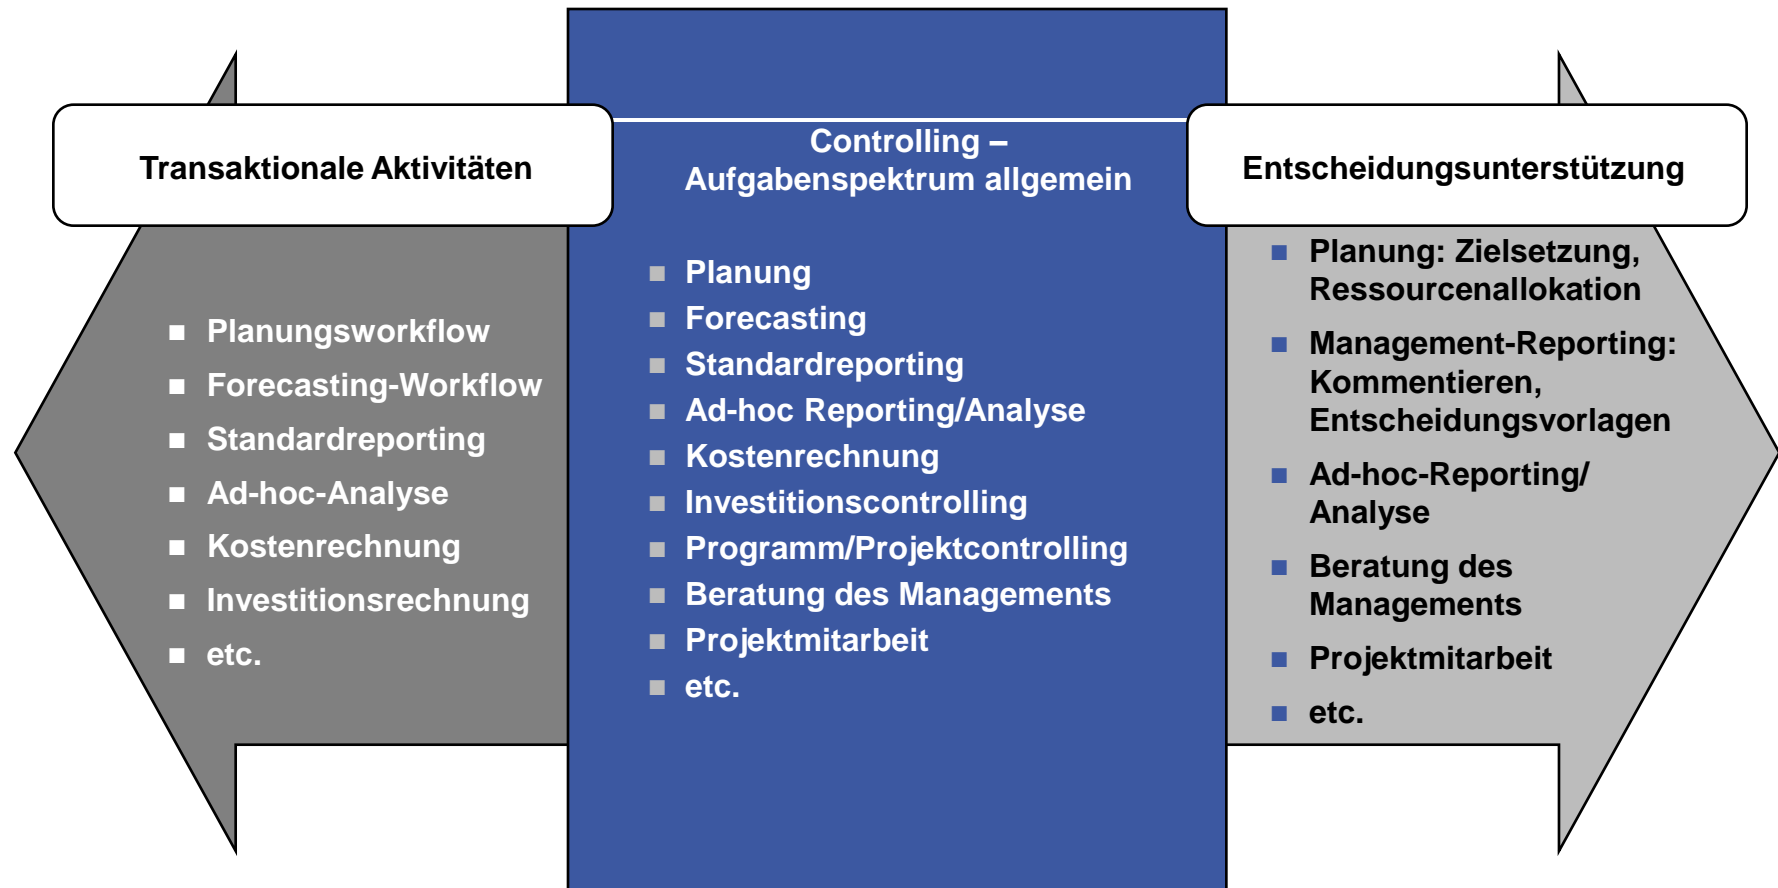 Transaktionale Aktivitäten
Planungsworkflow
Forecasting-Workflow
Standardreporting
Ad-hoc-Analyse
Kostenrechnung
Investitionsrechnung
etc.
Controlling –
Aufgabenspektrum allgemein
Planung
Forecasting
Standardreporting
Ad-hoc Reporting/Analyse
Kostenrechnung
Investitionscontrolling
Programm/Projektcontrolling
Beratung des Managements
Projektmitarbeit
etc.
Entscheidungsunterstützung
Planung: Zielsetzung,
Ressourcenallokation
Management-Reporting:
Kommentieren,
Entscheidungsvorlagen
Ad-hoc-Reporting/
Analyse
Beratung des
Managements
Projektmitarbeit
etc.